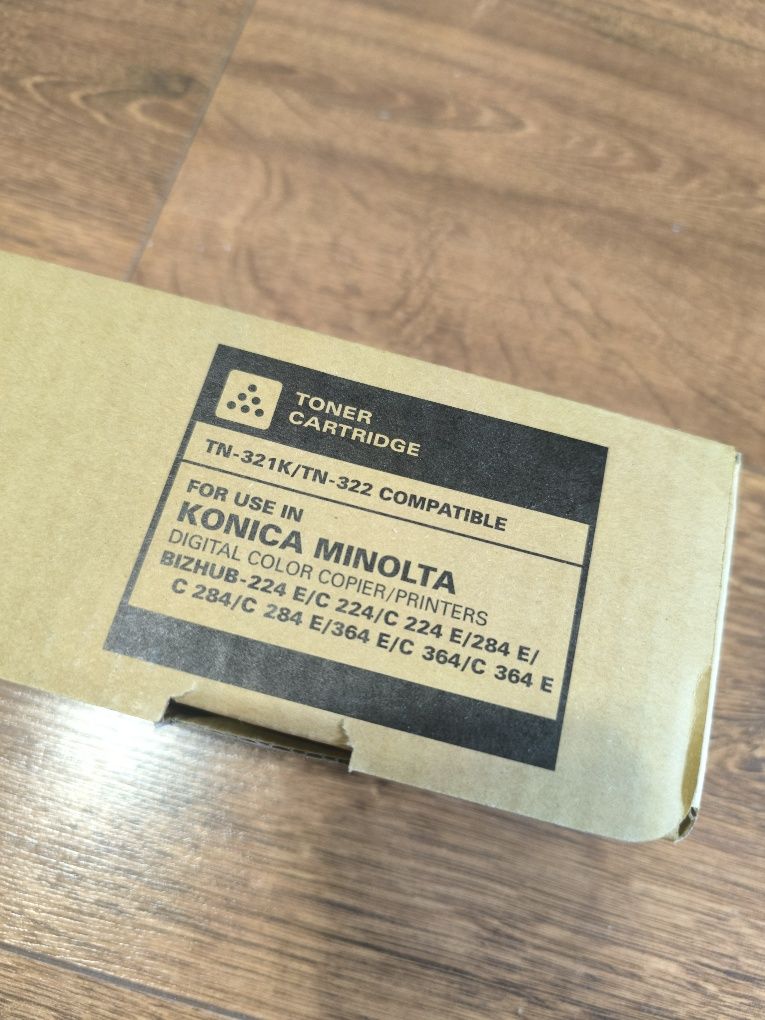 TONER
CARTRIDGE
TN-321K/TN-322 COMPATIBLE
FOR USE IN
KONICA MINOLTA
DIGITAL COLOR COPIER/PRINTERS
BIZHUB-224 E/C 224/C 224 E/284 E/
C 284/C 284 E/364 E/C 364/C 364 E